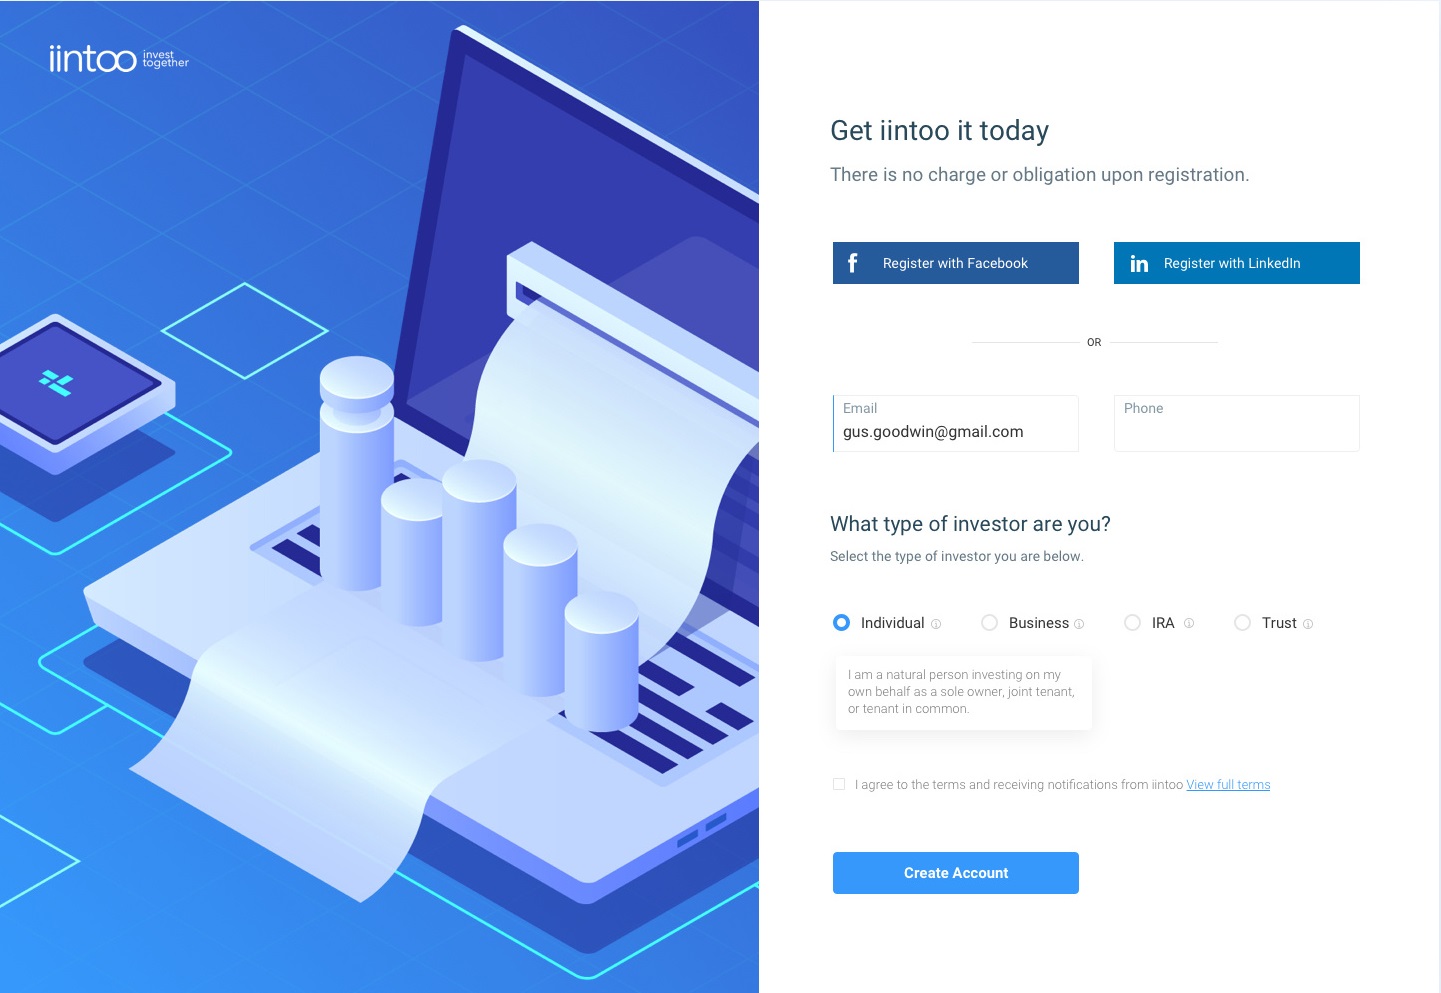 iintoo invest
together
Get iintoo it today
There is no charge or obligation upon registration.
f Register with Facebook
in Register with LinkedIn
OR
Email
gus.goodwin@gmail.com
Phone
What type of investor are you?
Select the type of investor you are below.
Individual
Business
IRA
Trust
I am a natural person investing on my
own behalf as a sole owner, joint tenant,
or tenant in common.
I agree to the terms and receiving notifications from iintoo View full terms
Create Account